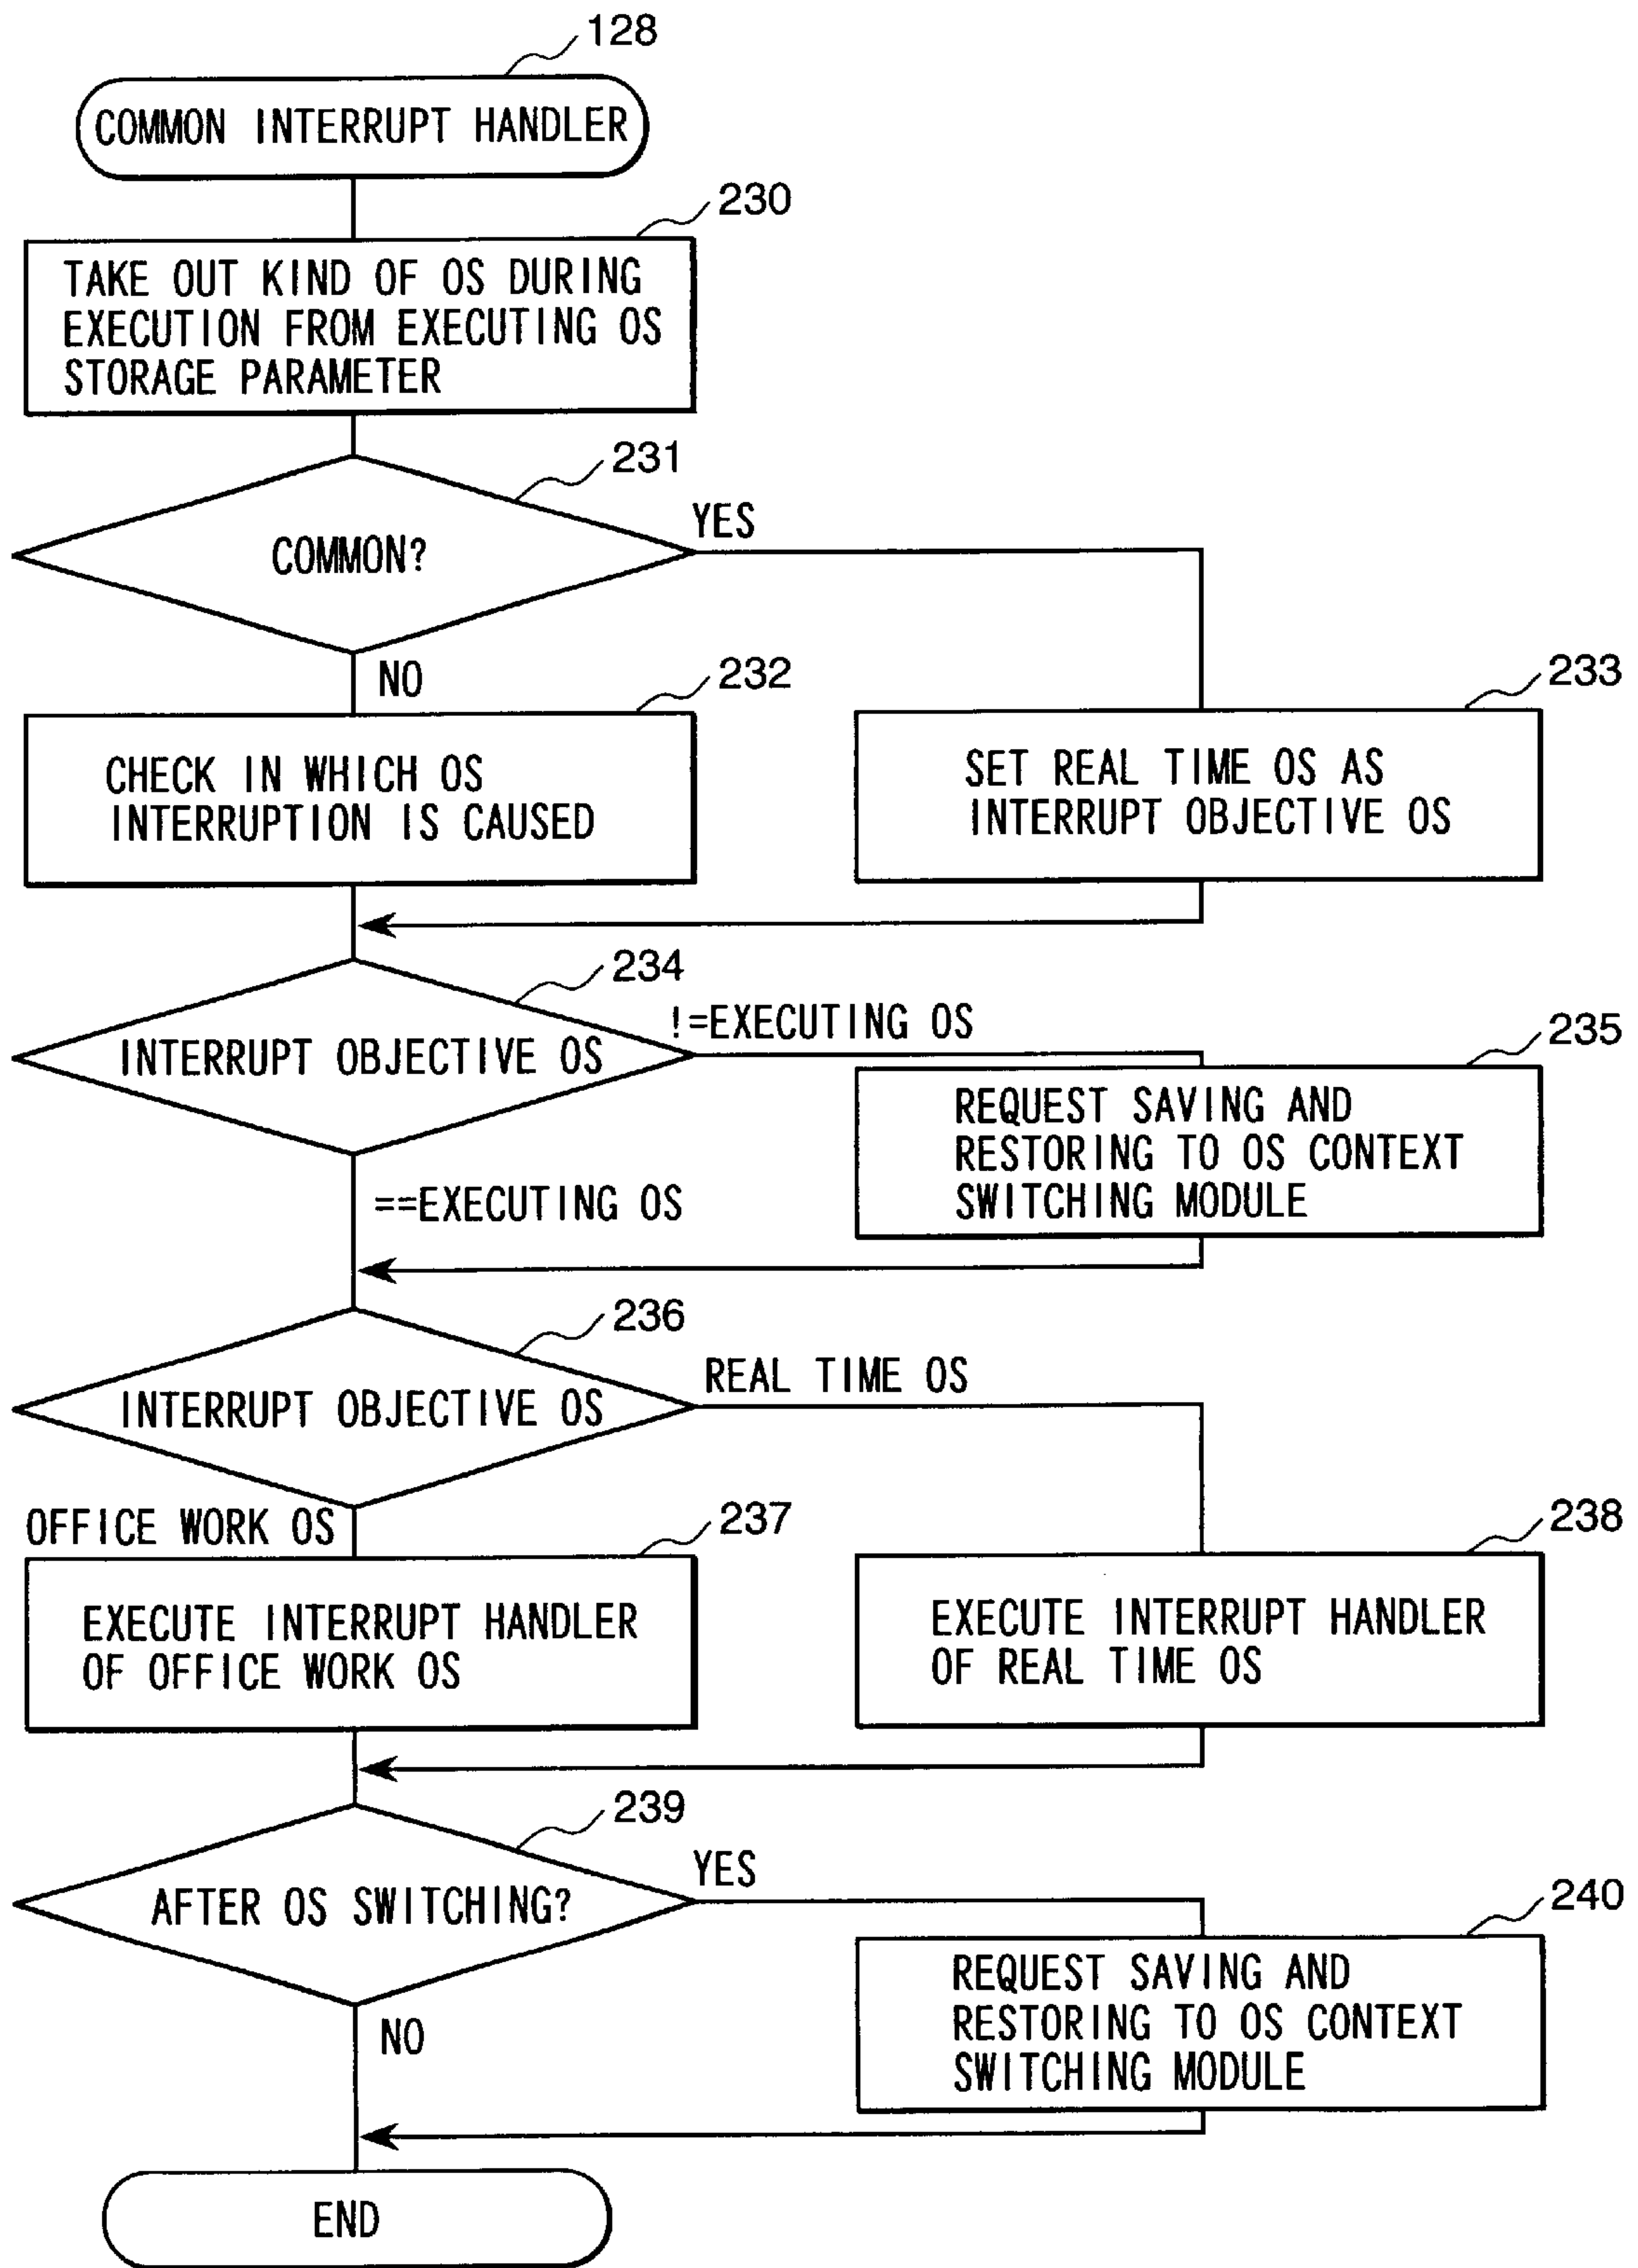 128
COMMON INTERRUPT HANDLER
230
TAKE OUT KIND OF OS DURING
EXECUTION FROM EXECUTING OS
STORAGE PARAMETER
231
COMMON?
YES
NO
232
CHECK IN WHICH OS
INTERRUPTION IS CAUSED
233
SET REAL TIME OS AS
INTERRUPT OBJECTIVE OS
234
INTERRUPT OBJECTIVE OS
!=EXECUTING OS
==EXECUTING OS
235
REQUEST SAVING AND
RESTORING TO OS CONTEXT
SWITCHING MODULE
236
INTERRUPT OBJECTIVE OS
REAL TIME OS
OFFICE WORK OS
237
EXECUTE INTERRUPT HANDLER
OF OFFICE WORK OS
238
EXECUTE INTERRUPT HANDLER
OF REAL TIME OS
239
AFTER OS SWITCHING?
YES
NO
240
REQUEST SAVING AND
RESTORING TO OS CONTEXT
SWITCHING MODULE
END